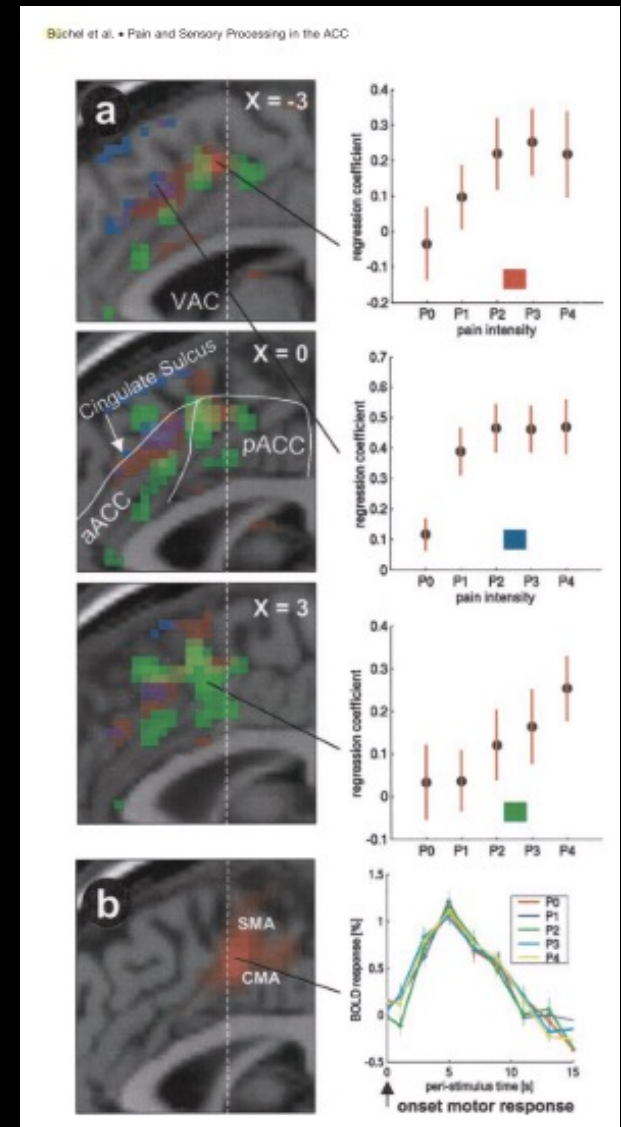 Büchel et al. • Pain and Sensory Processing in the ACC
a
X = -3
VAC
0.4
0.3
0.2
0.1
0
-0.1
-0.2
regression coefficient
P0 P1 P2 P3 P4
pain intensity
X = 0
Cingulate Sulcus
pACC
aACC
0.7
0.6
0.5
0.4
0.3
0.2
0.1
0
regression coefficient
P0 P1 P2 P3 P4
pain intensity
X = 3
0.4
0.3
0.2
0.1
0
-0.1
regression coefficient
P0 P1 P2 P3 P4
b
SMA
CMA
1.5
1
0.5
0
-0.5
BOLD response [%]
P0
P1
P2
P3
P4
0 5 10 15
peri-stimulus time [s]
onset motor response